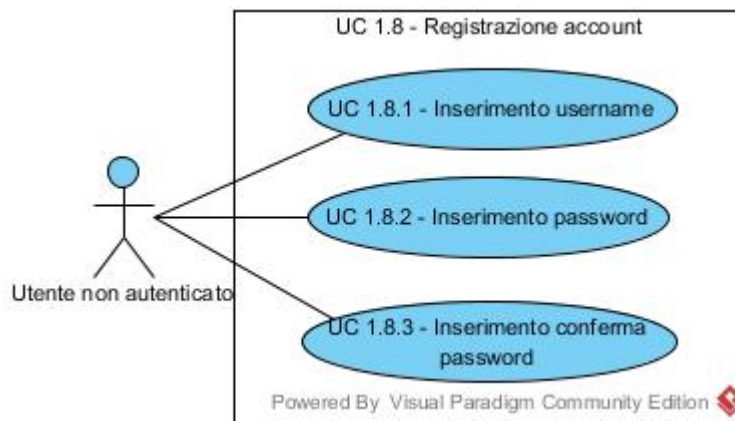 UC 1.8 - Registrazione account
UC 1.8.1 - Inserimento username
UC 1.8.2 - Inserimento password
Utente non autenticato
UC 1.8.3 - Inserimento conferma
password
Powered By Visual Paradigm Community Edition